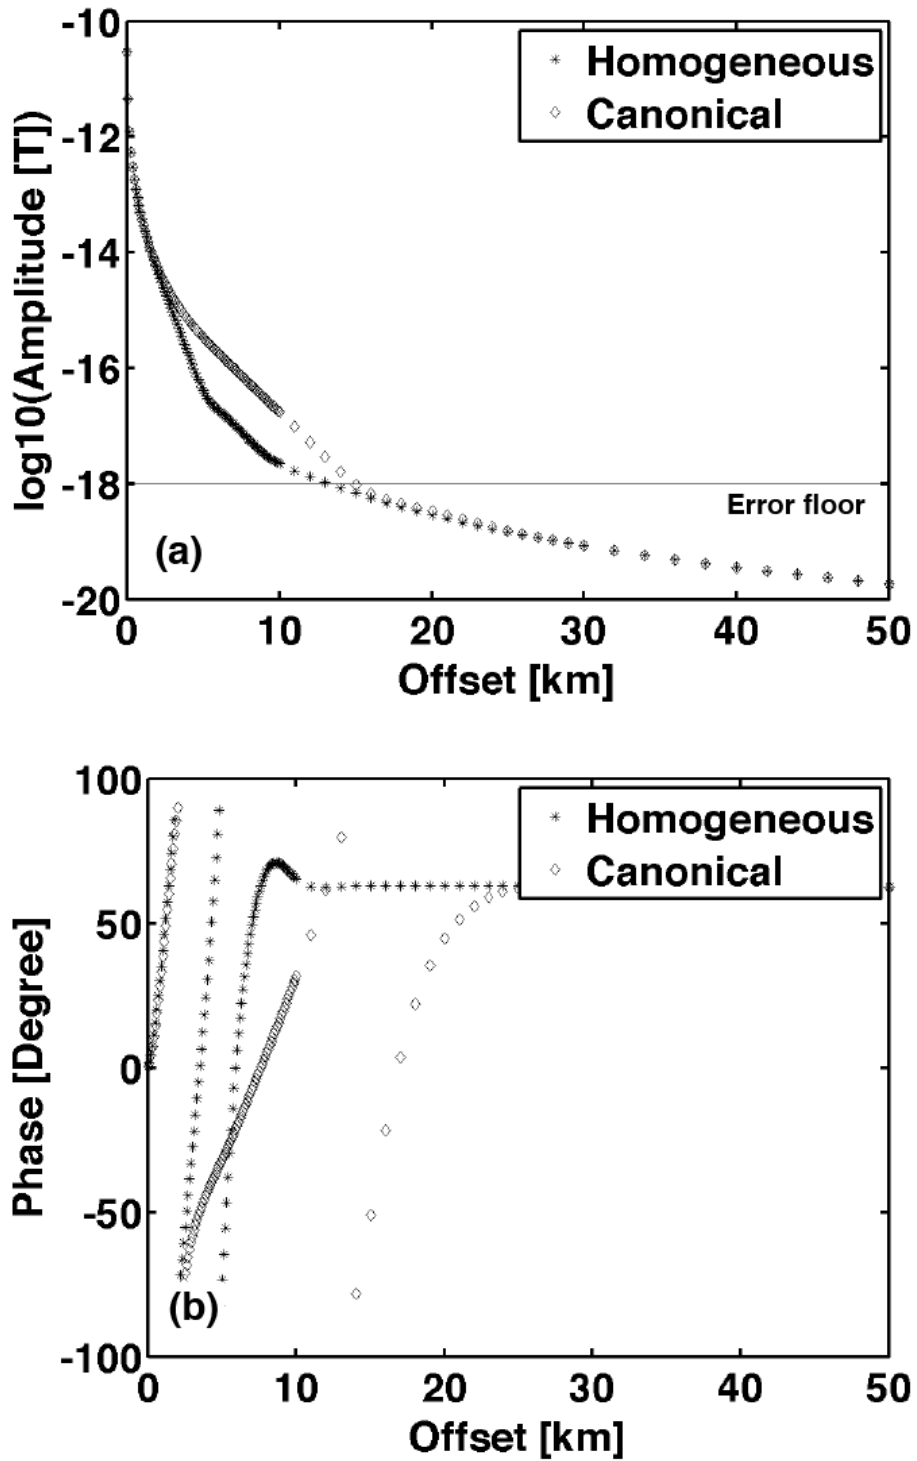 -10
-12
-14
-16
-18
-20
log10(Amplitude [T])
* Homogeneous
◇ Canonical
Error floor
(a)
0 10 20 30 40 50
Offset [km]
100
50
0
-50
-100
Phase [Degree]
* Homogeneous
◇ Canonical
(b)
0 10 20 30 40 50
Offset [km]